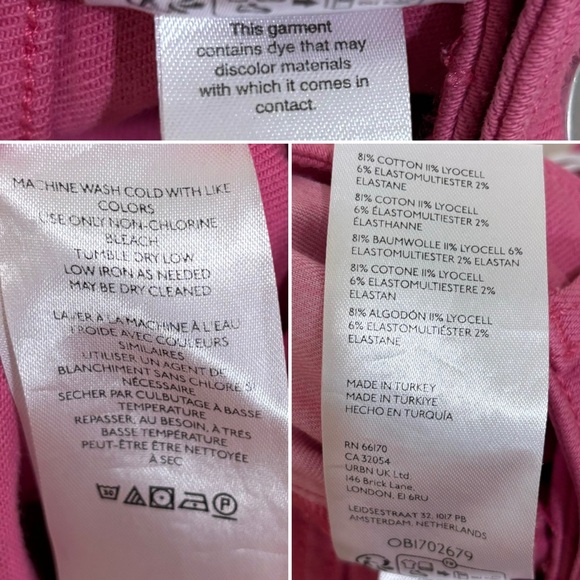 This garment
contains dye that may
discolor materials
with which it comes in
contact.
MACHINE WASH COLD WITH LIKE
COLORS
USE ONLY NON-CHLORINE
BLEACH
TUMBLE DRY LOW
LOW IRON AS NEEDED
MAY BE DRY CLEANED
LAVER À LA MACHINE À L'EAU
FROIDE AVEC COULEURS
SIMILAIRES
UTILISER UN AGENT DE
BLANCHIMENT SANS CHLORE SI
NÉCESSAIRE
SECHER PAR CULBUTAGE À BASSE
TEMPERATURE
REPASSER, AU BESOIN, À TRÈS
BASSE TEMPÉRATURE
PEUT-ÊTRE ÊTRE NETTOYÉE
À SEC
30
P
81% COTTON 11% LYOCELL
6% ELASTOMULTIESTER 2%
ELASTANE
81% COTON 11% LYOCELL
6% ÉLASTOMULTIESTER 2%
ÉLASTHANNE
81% BAUMWOLLE 11% LYOCELL 6%
ELASTOMULTIESTER 2% ELASTAN
81% COTONE 11% LYOCELL
6% ELASTOMULTIESTERE 2%
ELASTAN
81% ALGODÓN 11% LYOCELL
6% ELASTOMULTIÉSTER 2%
ELASTANE
MADE IN TURKEY
MADE IN TÜRKIYE
HECHO EN TURQUÍA
RN 66170
CA 32054
URBN UK Ltd.
146 Brick Lane.
LONDON, E1 6RU
LEIDSESTRAAT 32, 1017 PB
AMSTERDAM, NETHERLANDS
OB1702679